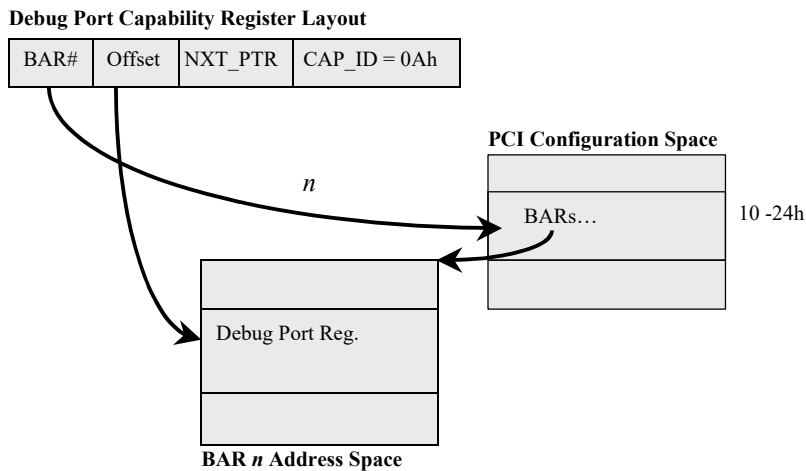 Debug Port Capability Register Layout
BAR# Offset NXT_PTR CAP_ID = 0Ah
PCI Configuration Space
n
BARs… 10 -24h
Debug Port Reg.
BAR n Address Space